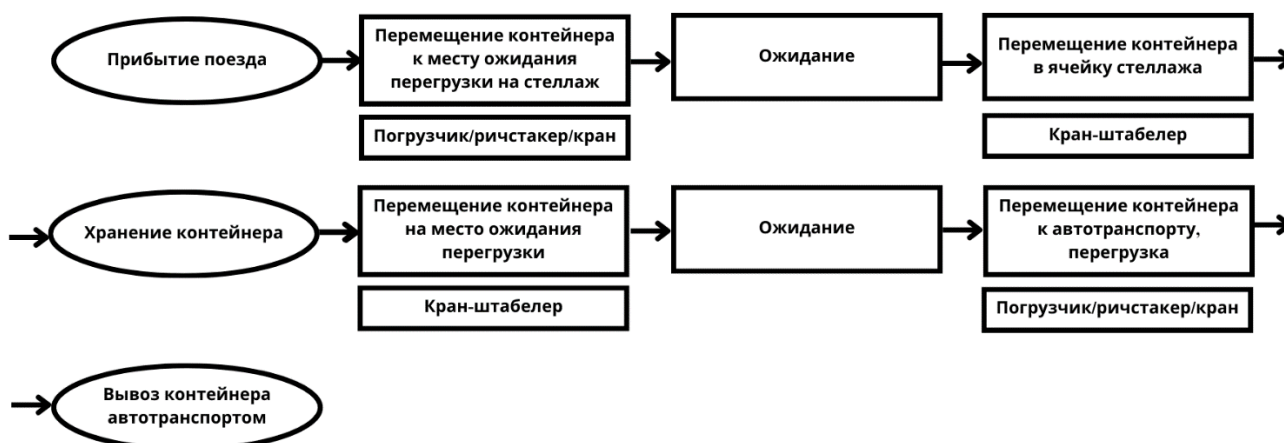 Прибытие поезда
Перемещение контейнера
к месту ожидания
перегрузки на стеллаж
Погрузчик/ричстакер/кран
Ожидание
Перемещение контейнера
в ячейку стеллажа
Кран-штабелер
Хранение контейнера
Перемещение контейнера
на место ожидания
перегрузки
Кран-штабелер
Ожидание
Перемещение контейнера
к автотранспорту,
перегрузка
Погрузчик/ричстакер/кран
Вывоз контейнера
автотранспортом